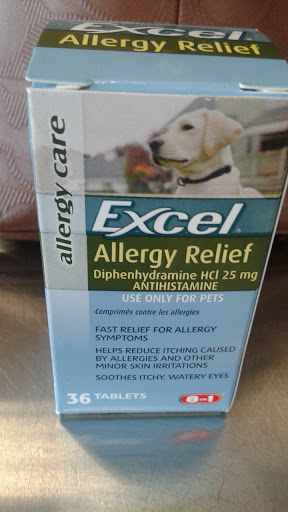 Excel
Allergy Relief
allergy care
Excel®
Allergy Relief
Diphenhydramine HCl 25 mg
ANTIHISTAMINE
USE ONLY FOR PETS
Comprimés contre les allergies
FAST RELIEF FOR ALLERGY
SYMPTOMS
HELPS REDUCE ITCHING CAUSED
BY ALLERGIES AND OTHER
MINOR SKIN IRRITATIONS
SOOTHES ITCHY, WATERY EYES
36 TABLETS
8in1